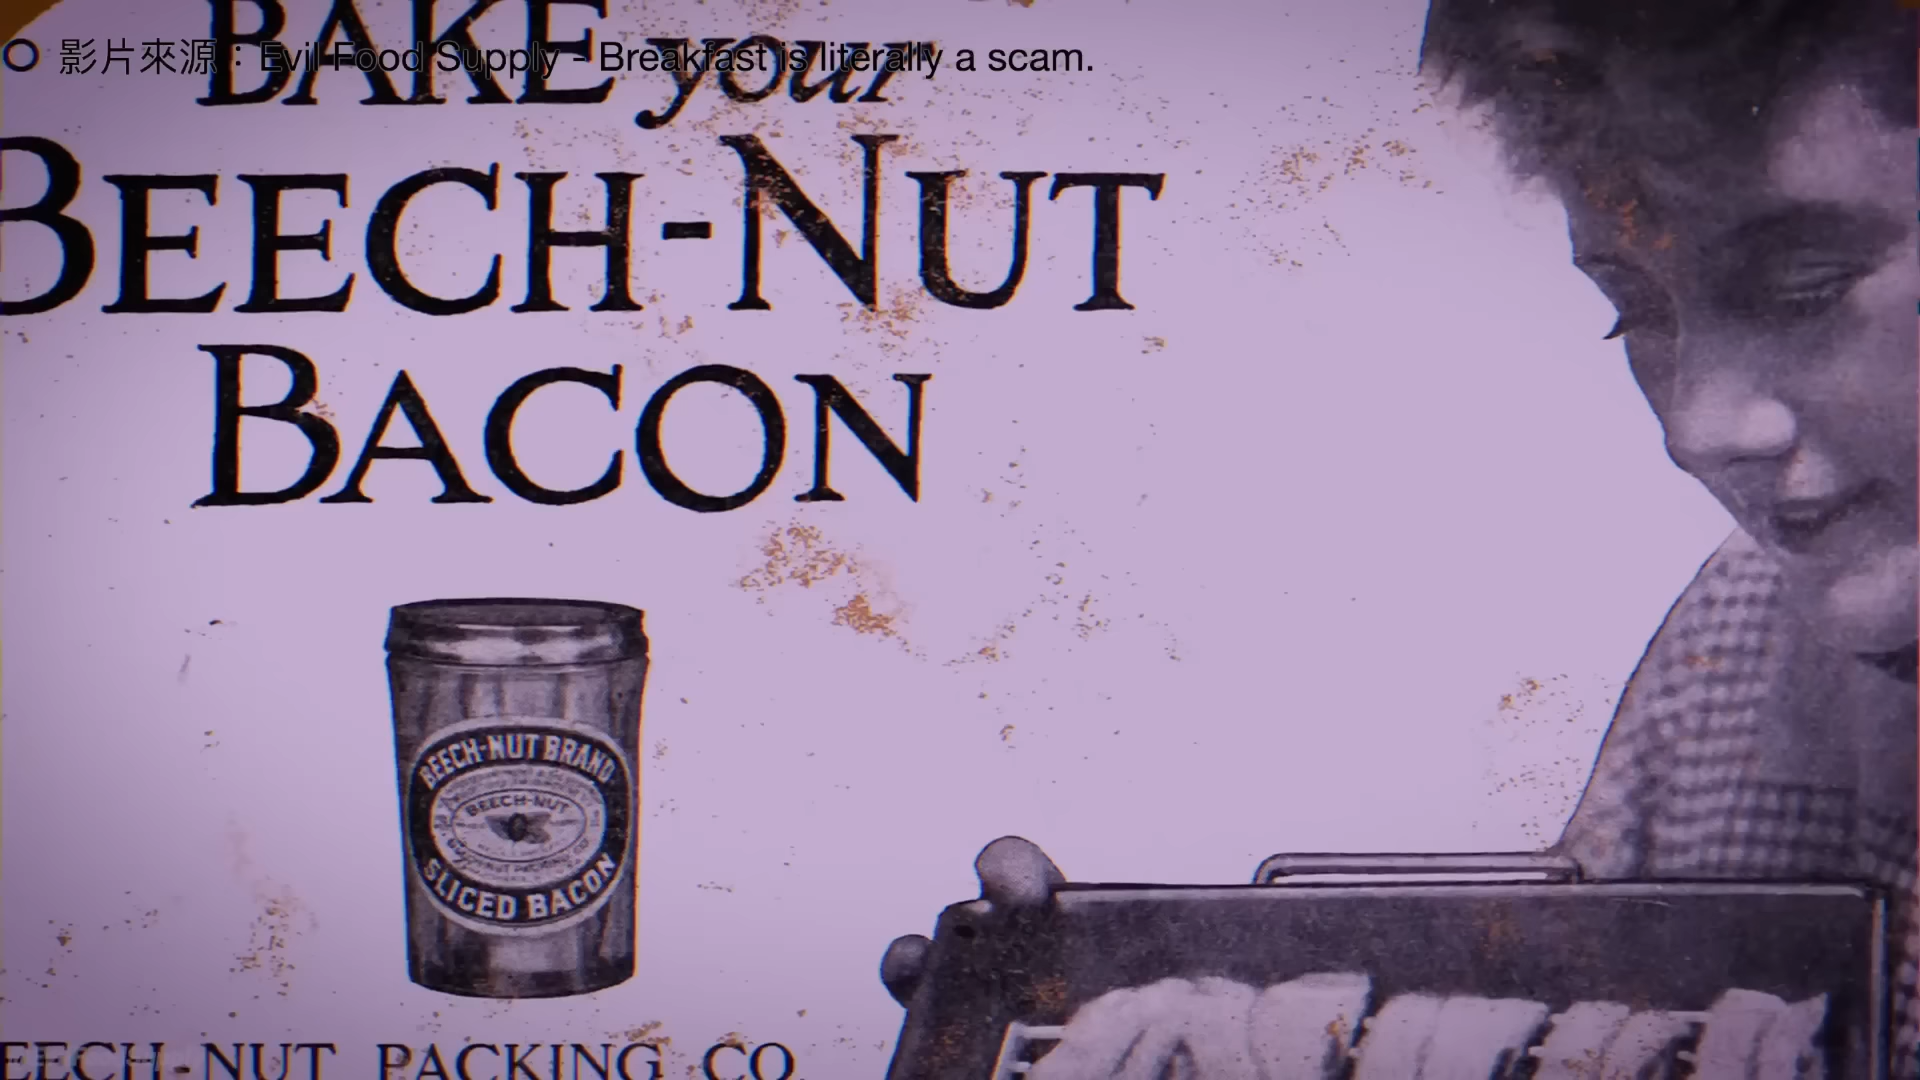 影片來源：Evil Food Supply - Breakfast is literally a scam.
BAKE your
BEECH-NUT
BACON
BEECH-NUT BRAND
BEECH-NUT
SLICED BACON
EECH-NUT PACKING CO.